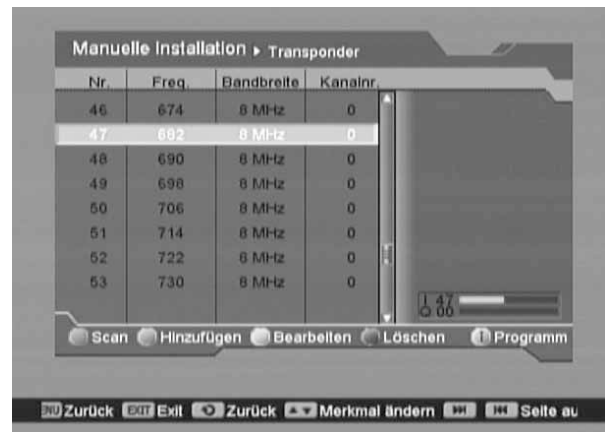 Manuelle Installation ▸ Transponder
Nr. Freq. Bandbreite Kanalnr.
46 674 8 MHz 0
47 682 8 MHz 0
48 690 8 MHz 0
49 698 8 MHz 0
50 706 8 MHz 0
51 714 8 MHz 0
52 722 8 MHz 0
53 730 8 MHz 0
I 47
Q 00
Scan Hinzufügen Bearbeiten Löschen i Programm
ENU Zurück EXIT Exit Zurück Merkmal ändern Seite au